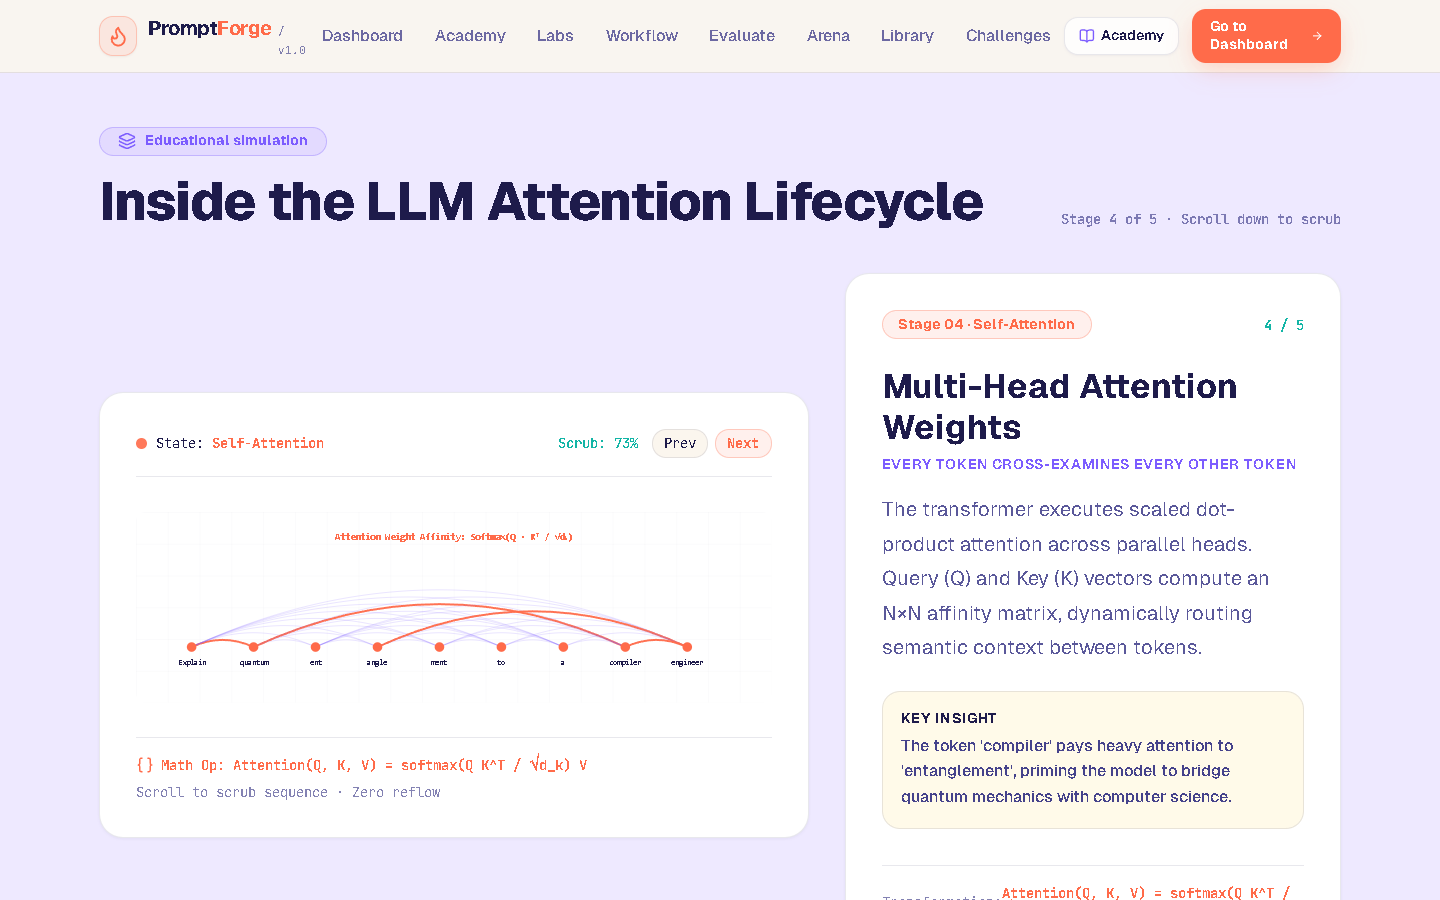 PromptForge / v1.0
Dashboard
Academy
Labs
Workflow
Evaluate
Arena
Library
Challenges
Academy
Go to Dashboard →
Educational simulation
Inside the LLM Attention Lifecycle
Stage 4 of 5 · Scroll down to scrub
State: Self-Attention
Scrub: 73%
Prev
Next
Attention Weight Affinity: Softmax(Q · Kᵀ / √dₖ)
Explain
quantum
ent
angle
ment
to
a
compiler
engineer
{} Math Op: Attention(Q, K, V) = softmax(Q K^T / √d_k) V
Scroll to scrub sequence · Zero reflow
Stage 04 · Self-Attention
4 / 5
Multi-Head Attention
Weights
EVERY TOKEN CROSS-EXAMINES EVERY OTHER TOKEN
The transformer executes scaled dot-
product attention across parallel heads.
Query (Q) and Key (K) vectors compute an
N×N affinity matrix, dynamically routing
semantic context between tokens.
KEY INSIGHT
The token 'compiler' pays heavy attention to
'entanglement', priming the model to bridge
quantum mechanics with computer science.
Attention(Q, K, V) = softmax(Q K^T /